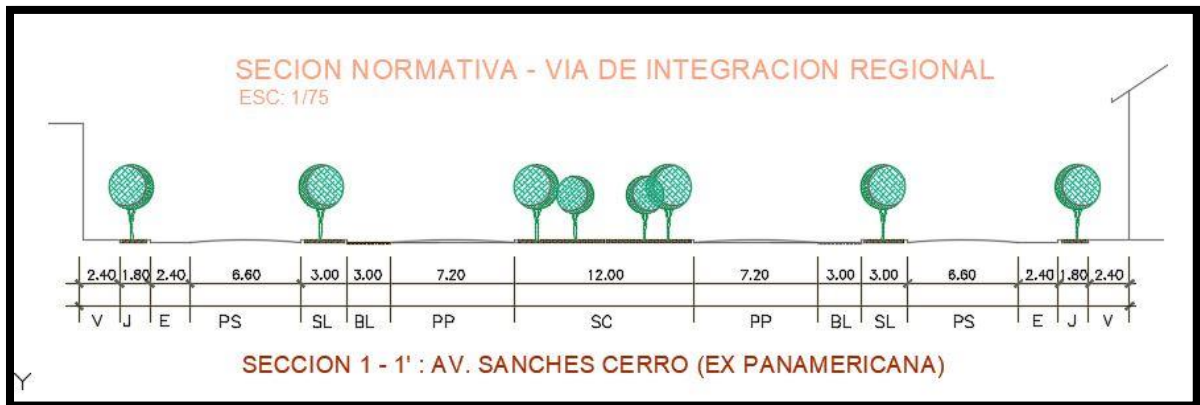 SECION NORMATIVA - VIA DE INTEGRACION REGIONAL
ESC: 1/75
2.40 1.80 2.40 6.60 3.00 3.00 7.20 12.00 7.20 3.00 3.00 6.60 2.40 1.80 2.40
V J E PS SL BL PP SC PP BL SL PS E J V
SECCION 1 - 1' : AV. SANCHES CERRO (EX PANAMERICANA)
Y